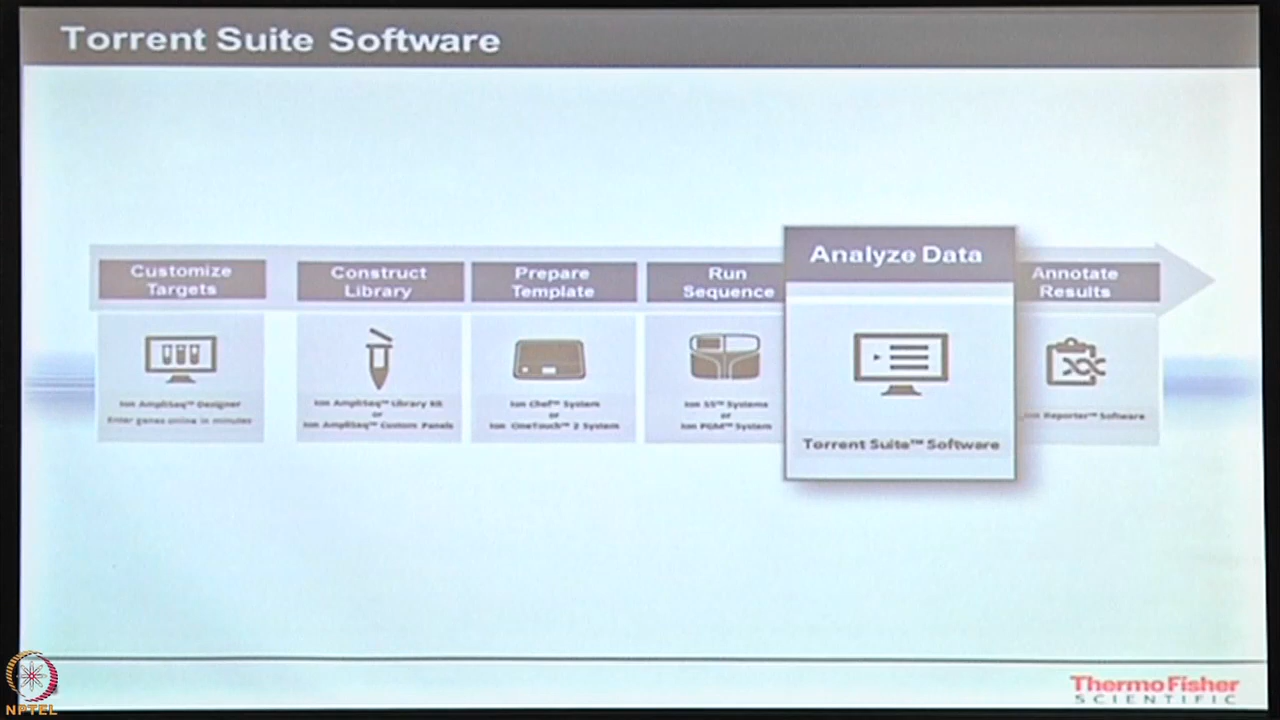 Torrent Suite Software
Customize
Targets
Construct
Library
Prepare
Template
Run
Sequence
Analyze Data
Annotate
Results
Ion AmpliSeq™ Designer
Enter genes online in minutes
Ion AmpliSeq™ Library Kit
or
Ion AmpliSeq™ Custom Panels
Ion Chef™ System
or
Ion OneTouch™ 2 System
Ion S5™ Systems
or
Ion PGM™ System
Torrent Suite™ Software
Ion Reporter™ Software
NPTEL
ThermoFisher
SCIENTIFIC